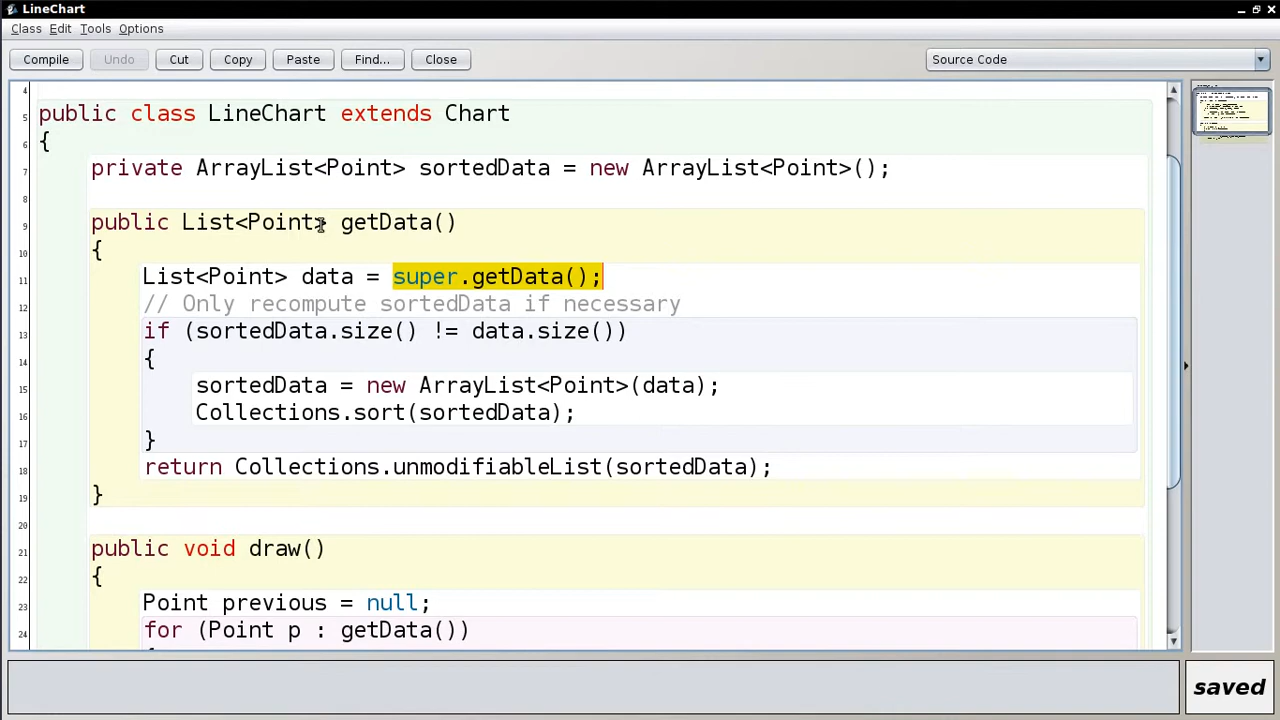 LineChart
Class Edit Tools Options
Compile Undo Cut Copy Paste Find... Close Source Code
4
5 public class LineChart extends Chart
6 {
7 private ArrayList<Point> sortedData = new ArrayList<Point>();
8
9 public List<Point> getData()
10 {
11 List<Point> data = super.getData();
12 // Only recompute sortedData if necessary
13 if (sortedData.size() != data.size())
14 {
15 sortedData = new ArrayList<Point>(data);
16 Collections.sort(sortedData);
17 }
18 return Collections.unmodifiableList(sortedData);
19 }
20
21 public void draw()
22 {
23 Point previous = null;
24 for (Point p : getData())
saved